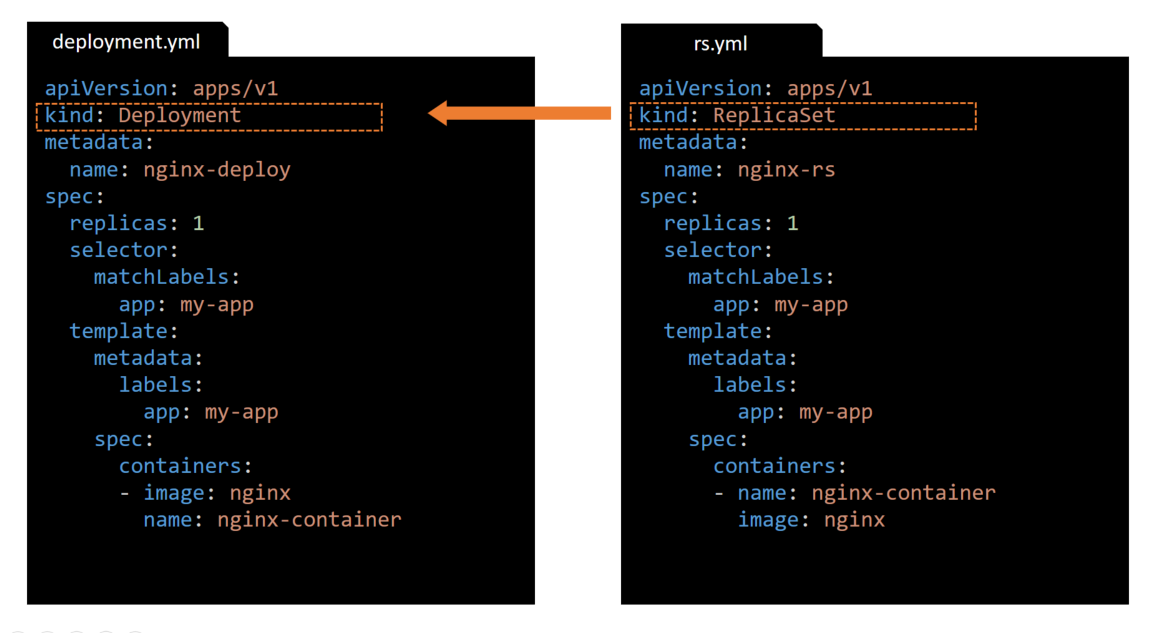 deployment.yml
apiVersion: apps/v1
kind: Deployment
metadata:
  name: nginx-deploy
spec:
  replicas: 1
  selector:
    matchLabels:
      app: my-app
  template:
    metadata:
      labels:
        app: my-app
    spec:
      containers:
      - image: nginx
        name: nginx-container
rs.yml
apiVersion: apps/v1
kind: ReplicaSet
metadata:
  name: nginx-rs
spec:
  replicas: 1
  selector:
    matchLabels:
      app: my-app
  template:
    metadata:
      labels:
        app: my-app
    spec:
      containers:
      - name: nginx-container
        image: nginx